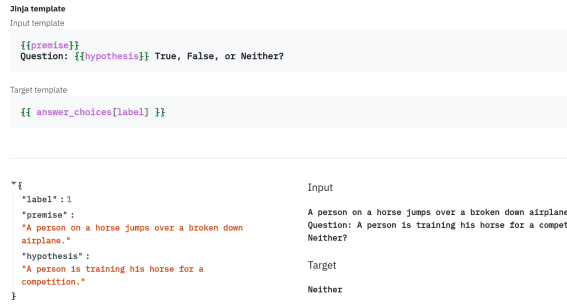 Jinja template
Input template
{{premise}}
Question: {{hypothesis}} True, False, or Neither?
Target template
{{ answer_choices[label] }}
{
"label" : 1
"premise" :
"A person on a horse jumps over a broken down
airplane."
"hypothesis" :
"A person is training his horse for a
competition."
}
Input
A person on a horse jumps over a broken down airplane
Question: A person is training his horse for a compet
Neither?
Target
Neither